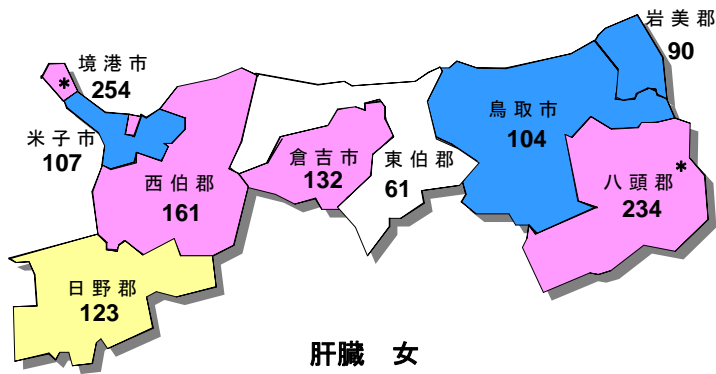 岩美郡
90
境港市
*
254
鳥取市
104
米子市
107
倉吉市
132
東伯郡
61
西伯郡
161
*
八頭郡
234
日野郡
123
肝臓 女